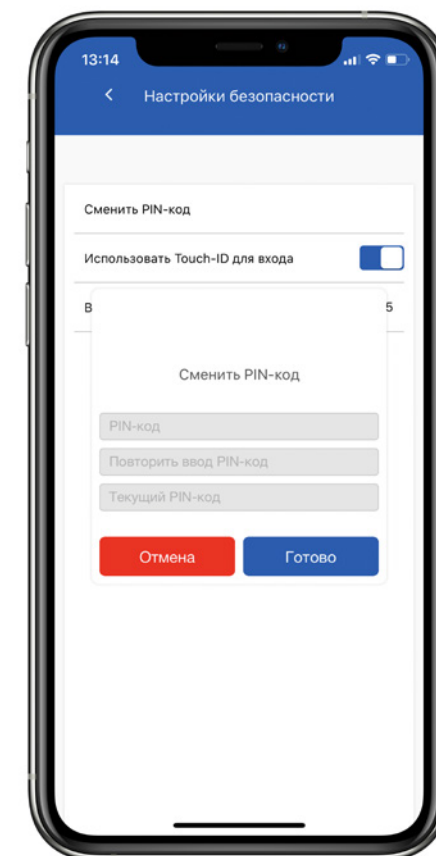 13:14
Настройки безопасности
Сменить PIN-код
Использовать Touch-ID для входа
В 5
Сменить PIN-код
PIN-код
Повторить ввод PIN-код
Текущий PIN-код
Отмена Готово